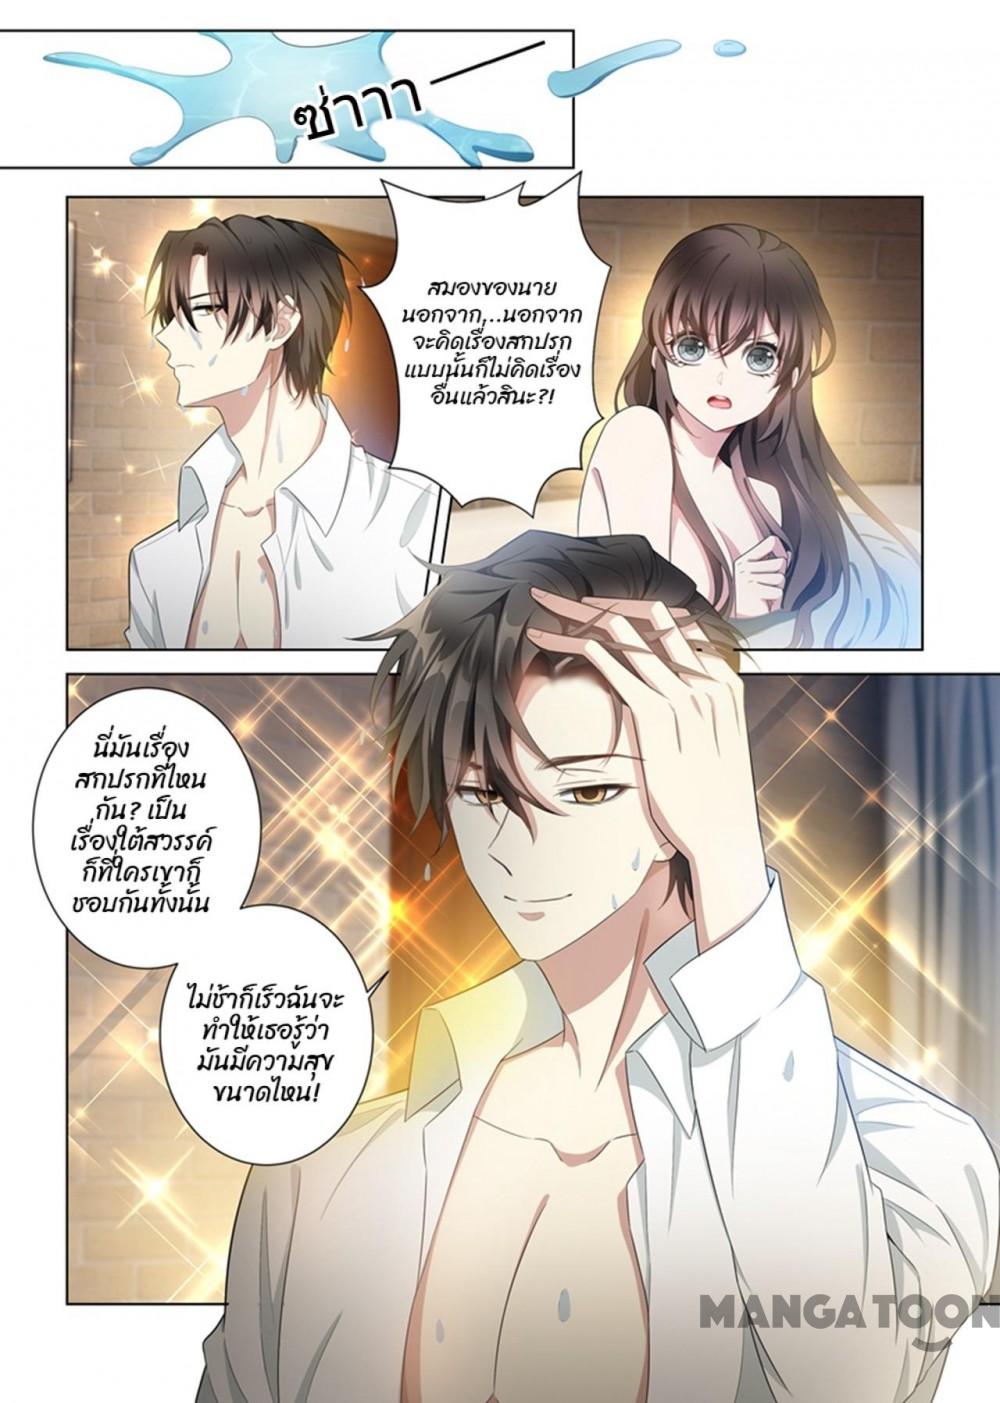 ซ่าาา
สมองของนาย
นอกจาก...นอกจาก
จะคิดเรื่องสาปรก
แบบนั้นก็ไม่คิดเรื่อง
อื่นแล้วสินะ?!
นี่มันเรื่อง
สกปรกที่ไหน
กัน? เป็น
เรื่องใต้สวรรค์
ก็ที่ใครเขาก็
ชอบกันทั้งนั้น
ไม่ช้าก็เร็วฉันจะ
ทำให้เธอรู้ว่า
มันมีความสุข
ขนาดไหน!
MANGATOON